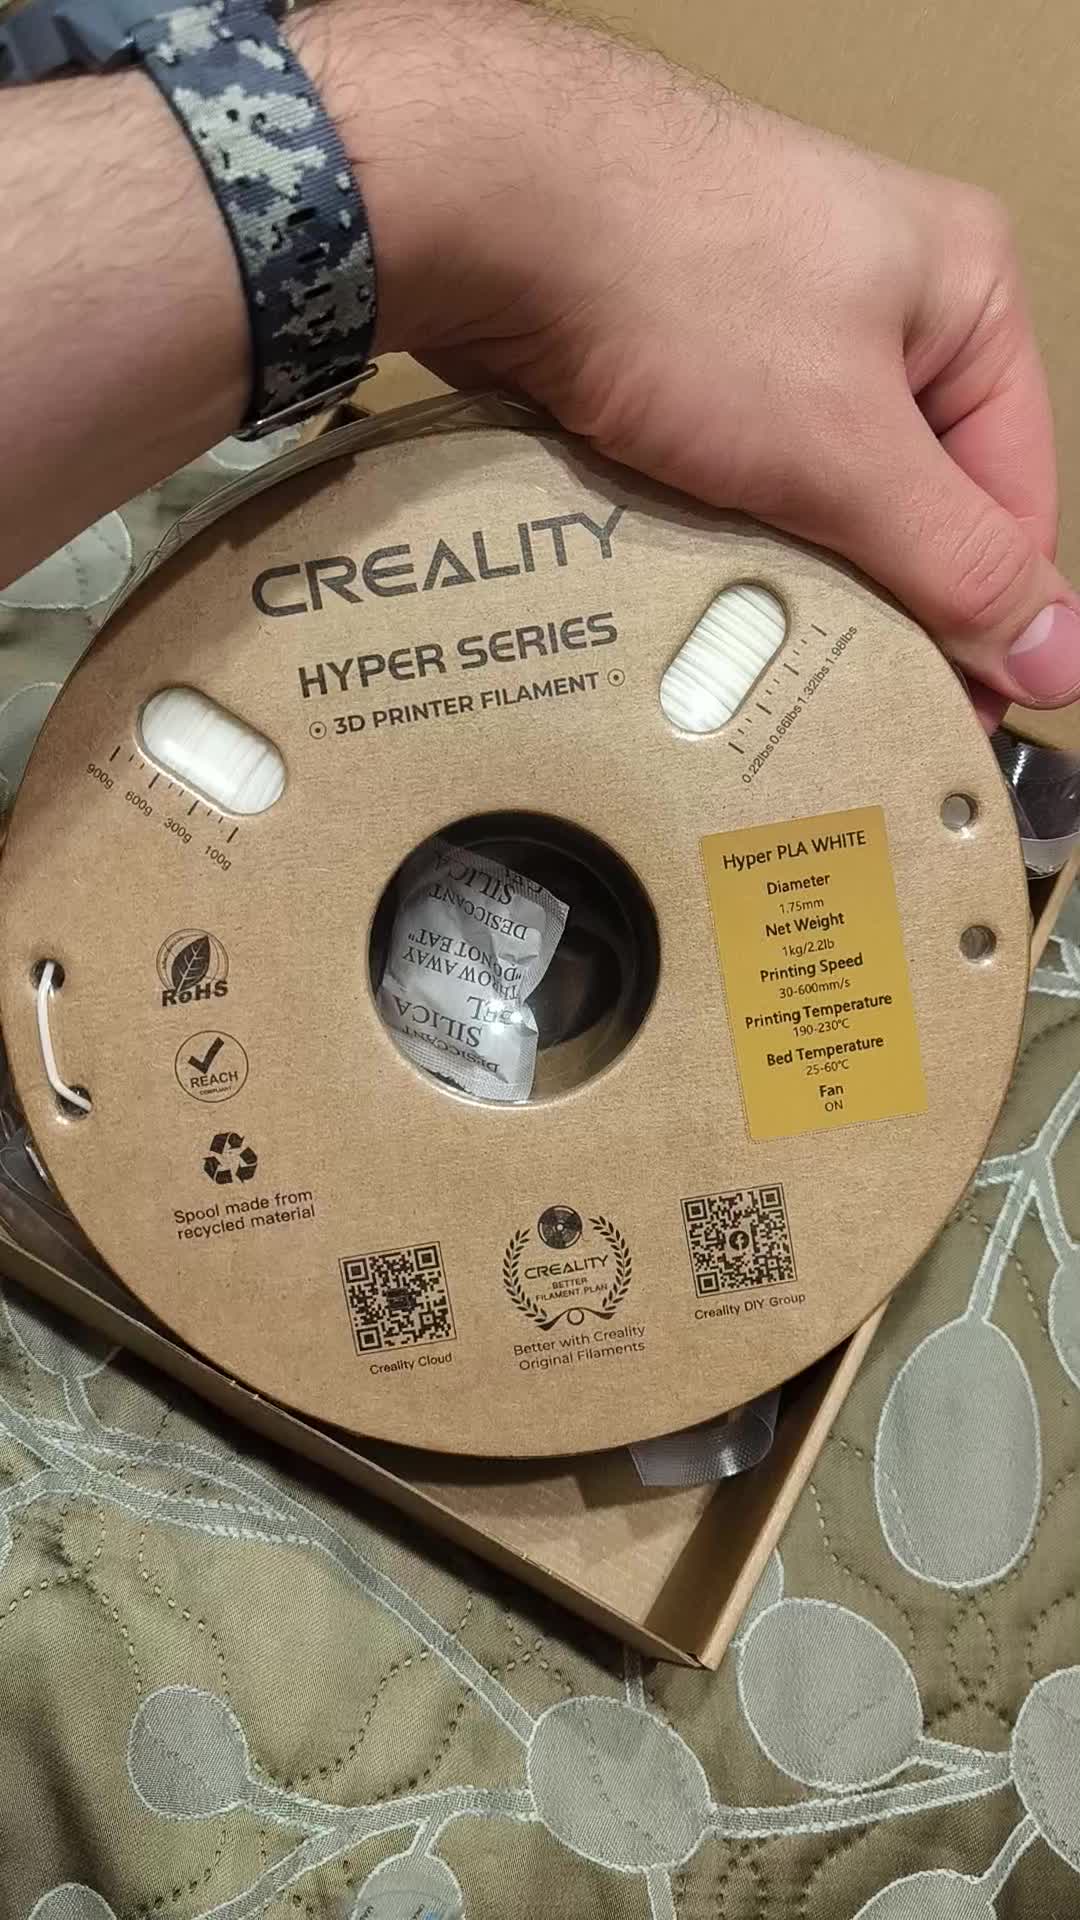 CREALITY
HYPER SERIES
3D PRINTER FILAMENT
900g 600g 300g 100g
0.22lbs 0.66lbs 1.32lbs 1.98lbs
Hyper PLA WHITE
Diameter
1.75mm
Net Weight
1kg/2.2lb
Printing Speed
30-600mm/s
Printing Temperature
190-230°C
Bed Temperature
25-60°C
Fan
ON
SILICA
DESICCANT
"DO NOT EAT"
THROW AWAY
SILICA GEL
DESICCANT
RoHS
REACH
COMPLIANT
Spool made from
recycled material
Creality Cloud
CREALITY
BETTER
FILAMENT PLAN
Better with Creality
Original Filaments
Creality DIY Group